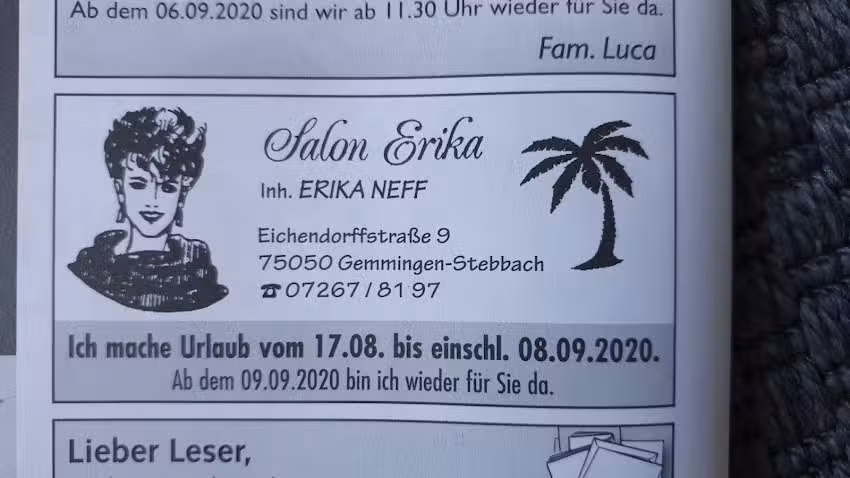 Ab dem 06.09.2020 sind wir ab 11.30 Uhr wieder für Sie da.
Fam. Luca
Salon Erika
Inh. ERIKA NEFF
Eichendorffstraße 9
75050 Gemmingen-Stebbach
☎ 07267 / 81 97
Ich mache Urlaub vom 17.08. bis einschl. 08.09.2020.
Ab dem 09.09.2020 bin ich wieder für Sie da.
Lieber Leser,